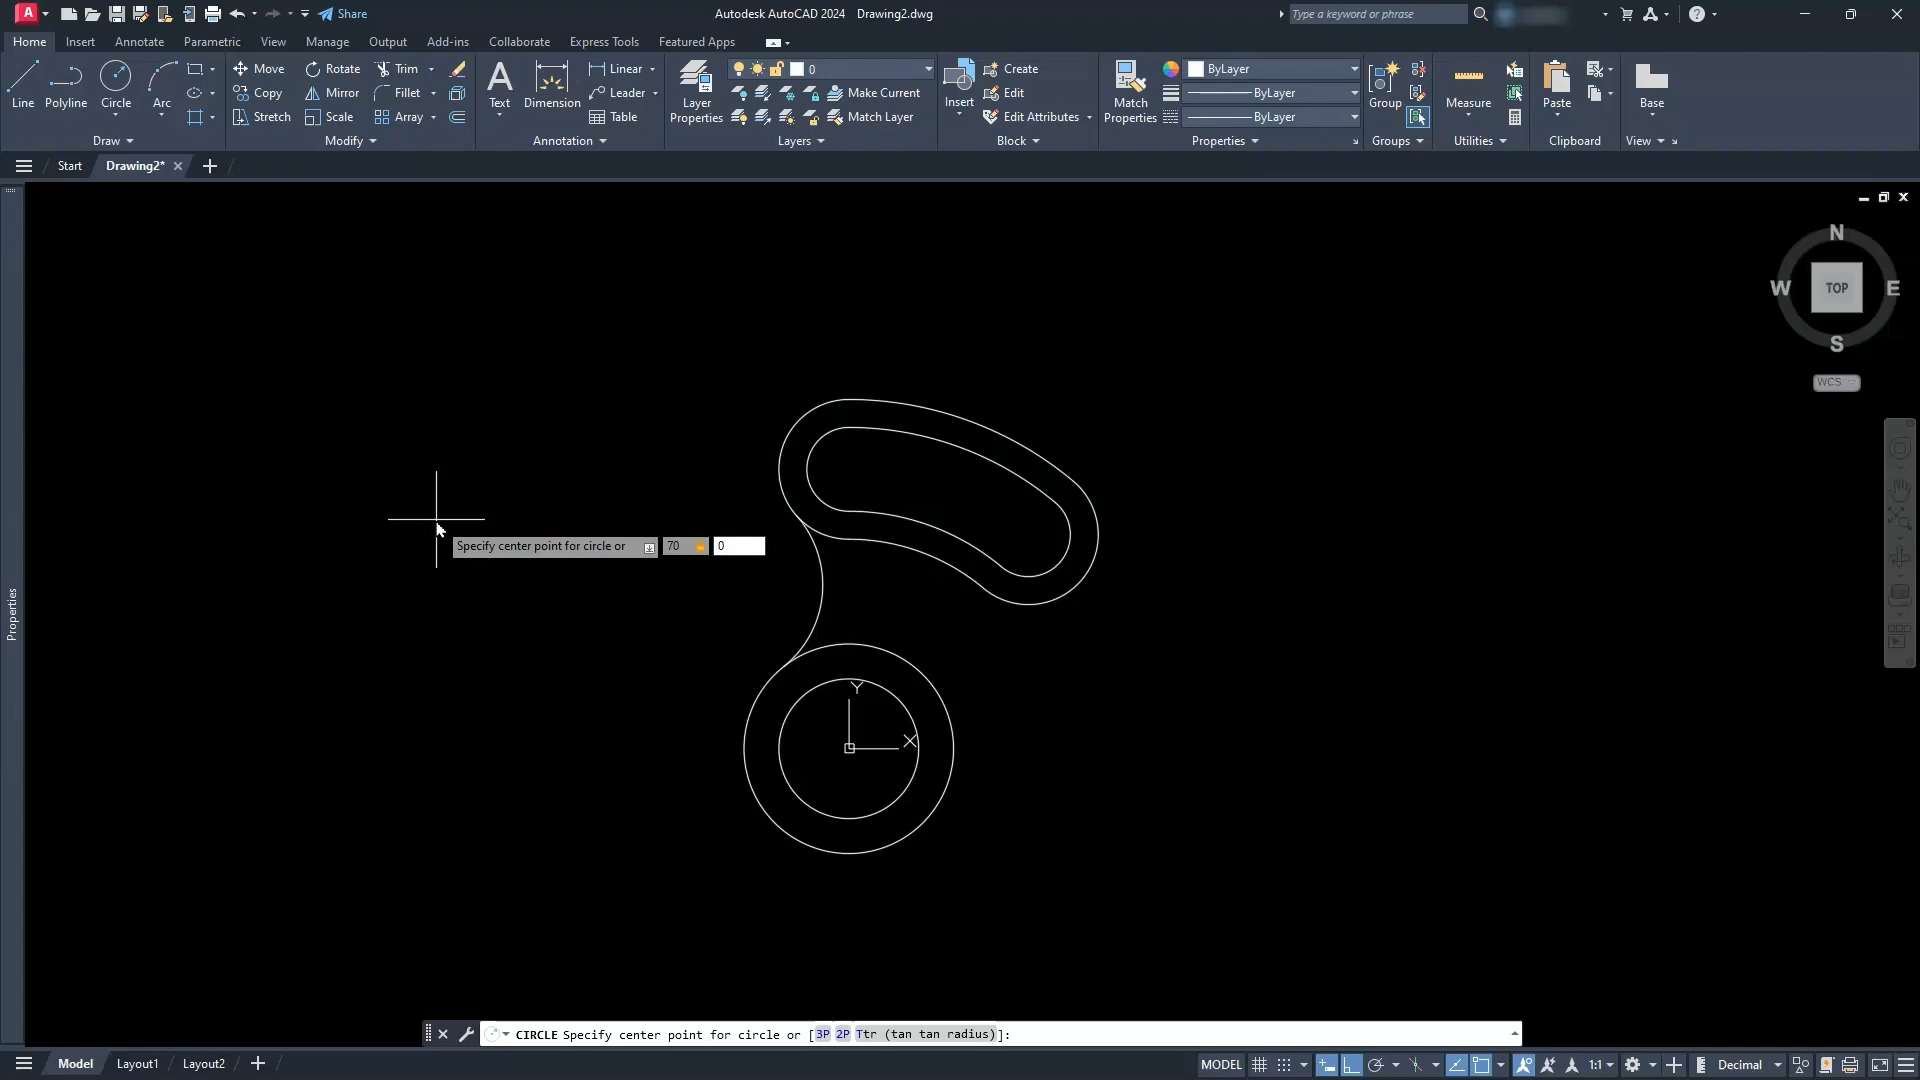 A Share Autodesk AutoCAD 2024 Drawing2.dwg Type a keyword or phrase
Home Insert Annotate Parametric View Manage Output Add-ins Collaborate Express Tools Featured Apps
Line Polyline Circle Arc
Move Rotate Trim
Copy Mirror Fillet
Stretch Scale Array
Text Dimension
Linear
Leader
Table
Layer
Properties
0
Make Current
Match Layer
Insert
Create
Edit
Edit Attributes
Match
Properties
ByLayer
ByLayer
ByLayer
Group
Measure
Paste
Base
Draw Modify Annotation Layers Block Properties Groups Utilities Clipboard View
Start Drawing2*
N
W TOP E
S
WCS
Specify center point for circle or 70 0
Properties
Y
X
CIRCLE Specify center point for circle or [3P 2P Ttr (tan tan radius)]:
Model Layout1 Layout2 MODEL 1:1 Decimal